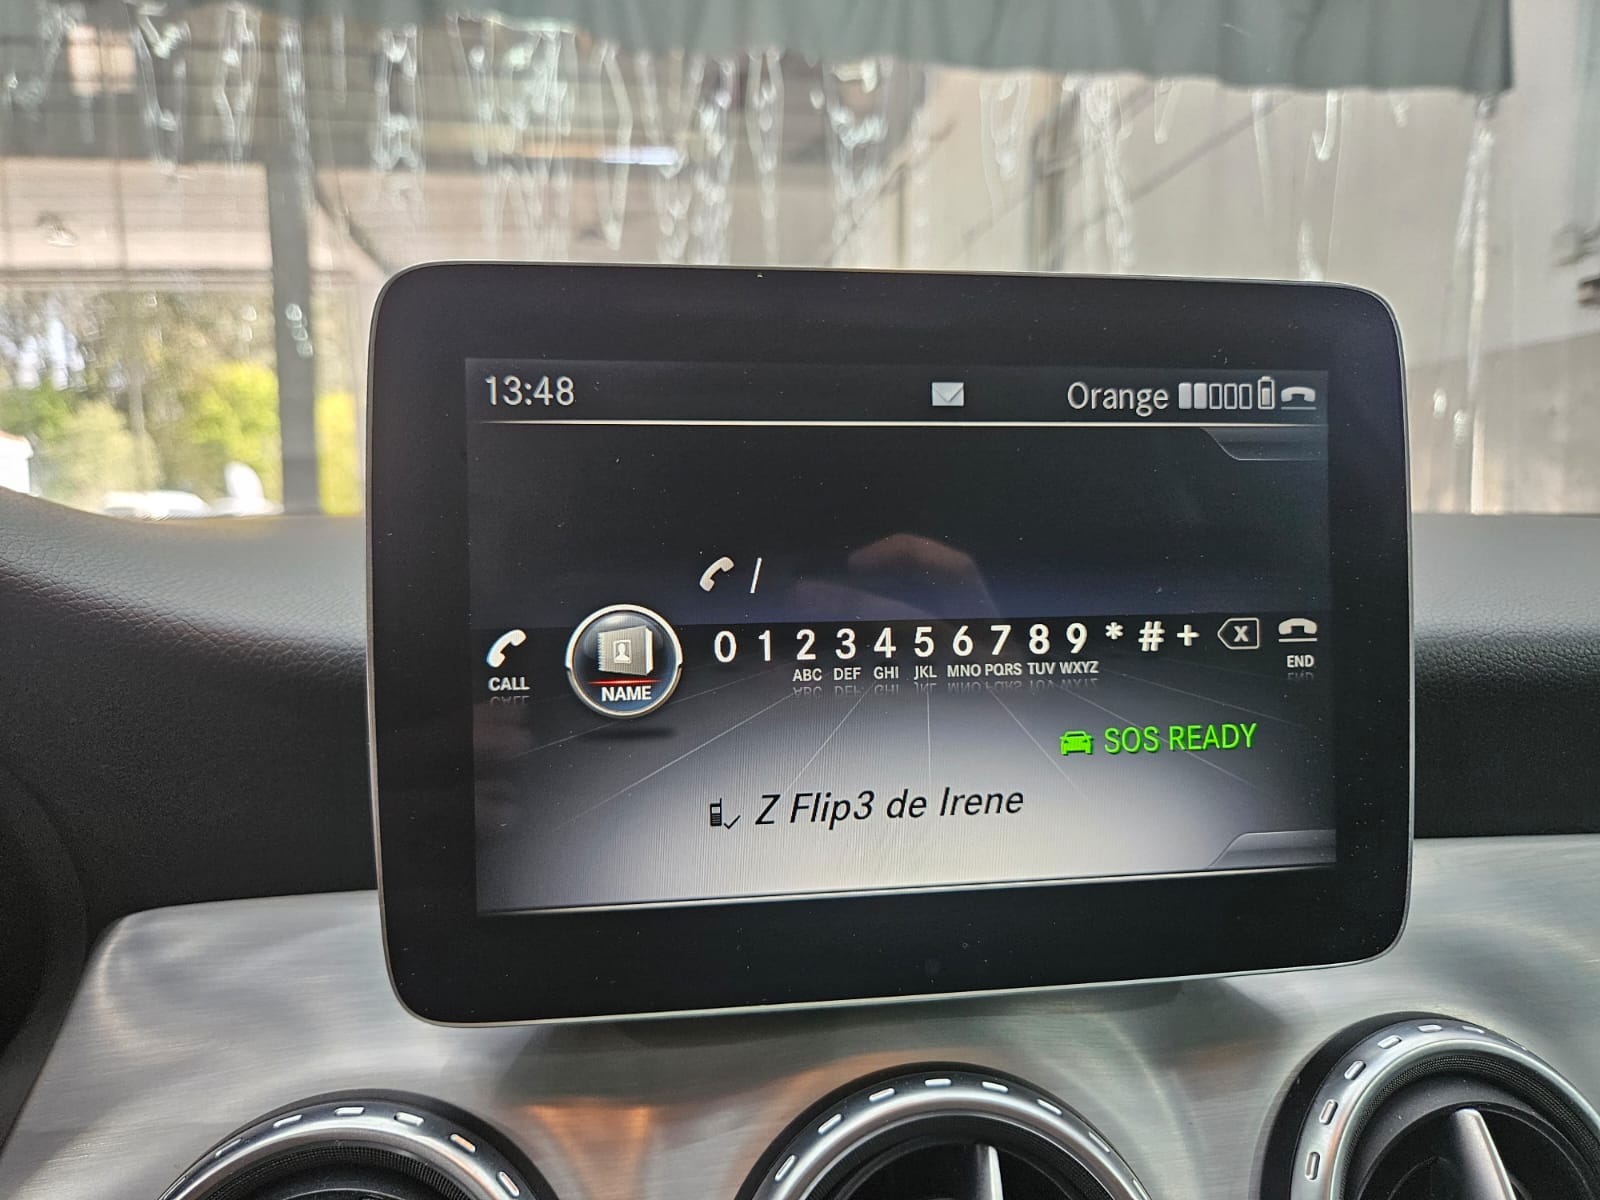 13:48 Orange
/
0 1 2 3 4 5 6 7 8 9 * # + X
ABC DEF GHI JKL MNO PQRS TUV WXYZ
CALL NAME END
SOS READY
Z Flip3 de Irene